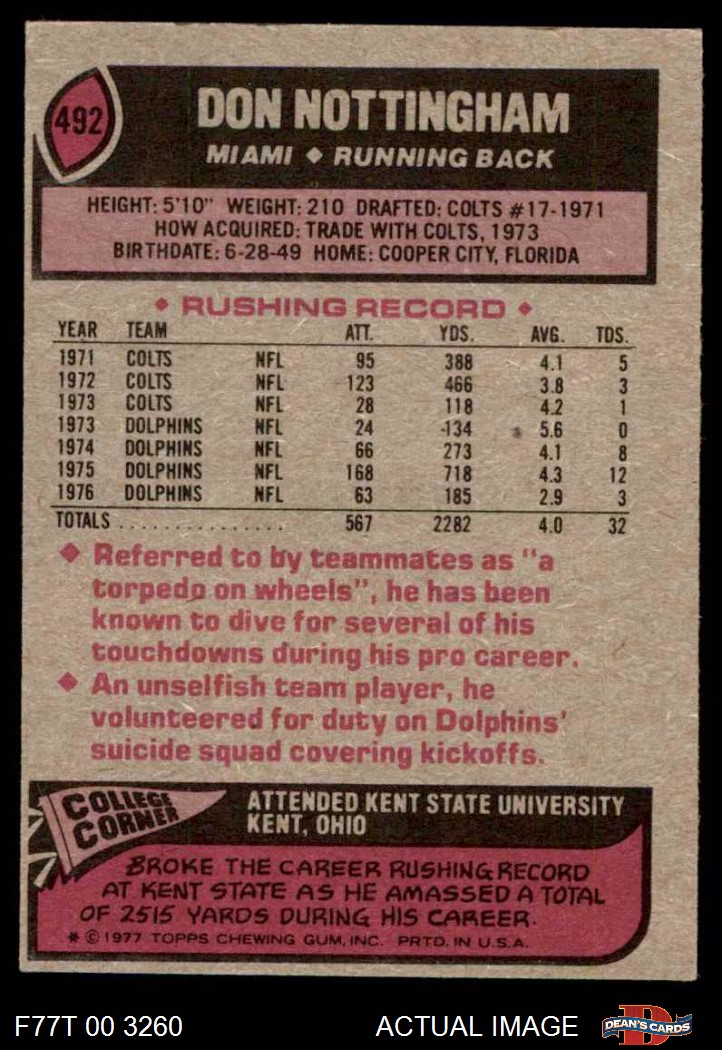 492
DON NOTTINGHAM
MIAMI ◆ RUNNING BACK
HEIGHT: 5'10" WEIGHT: 210 DRAFTED: COLTS #17-1971
HOW ACQUIRED: TRADE WITH COLTS, 1973
BIRTHDATE: 6-28-49 HOME: COOPER CITY, FLORIDA
◆ RUSHING RECORD ◆
YEAR TEAM ATT. YDS. AVG. TDS.
1971 COLTS NFL 95 388 4.1 5
1972 COLTS NFL 123 466 3.8 3
1973 COLTS NFL 28 118 4.2 1
1973 DOLPHINS NFL 24 134 5.6 0
1974 DOLPHINS NFL 66 273 4.1 8
1975 DOLPHINS NFL 168 718 4.3 12
1976 DOLPHINS NFL 63 185 2.9 3
TOTALS . . . . . . . . . . . . . . . 567 2282 4.0 32
◆ Referred to by teammates as "a
torpedo on wheels", he has been
known to dive for several of his
touchdowns during his pro career.
◆ An unselfish team player, he
volunteered for duty on Dolphins'
suicide squad covering kickoffs.
COLLEGE
CORNER
ATTENDED KENT STATE UNIVERSITY
KENT, OHIO
BROKE THE CAREER RUSHING RECORD
AT KENT STATE AS HE AMASSED A TOTAL
OF 2515 YARDS DURING HIS CAREER.
* © 1977 TOPPS CHEWING GUM, INC. PRTD. IN U.S.A.
F77T 00 3260 ACTUAL IMAGE
D
DEAN'S CARDS